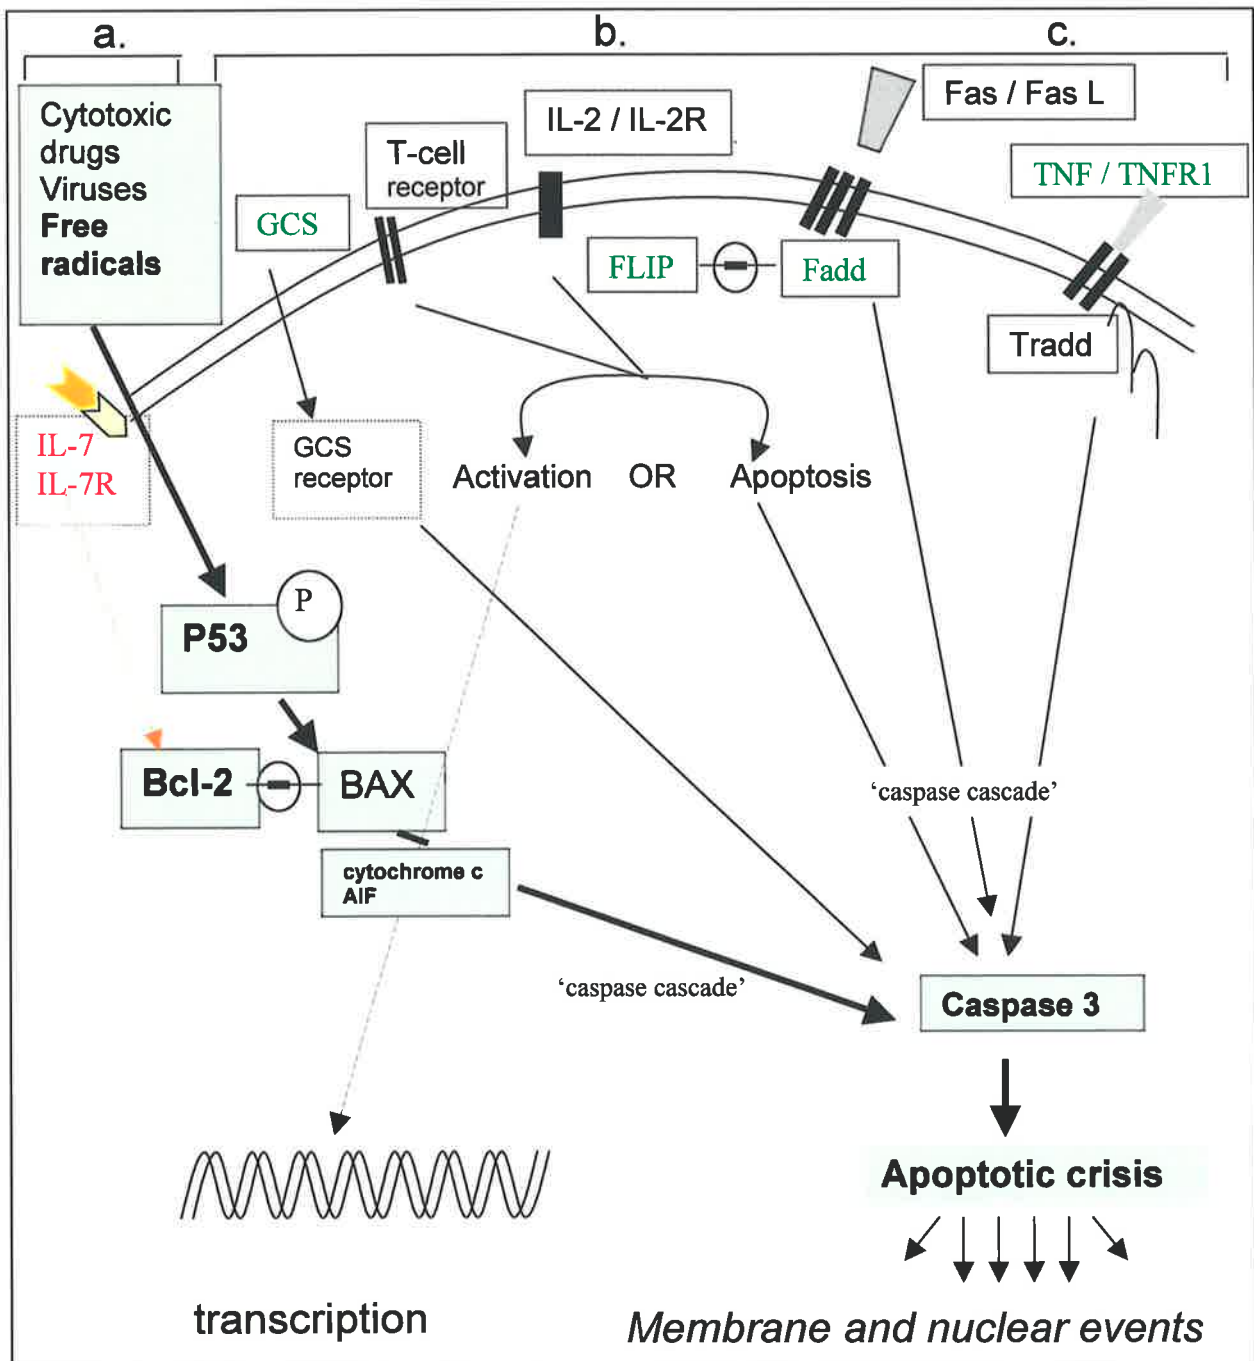 a.
b.
c.
Cytotoxic
drugs
Viruses
Free
radicals
GCS
T-cell
receptor
IL-2 / IL-2R
Fas / Fas L
TNF / TNFR1
FLIP
Fadd
Tradd
IL-7
IL-7R
GCS
receptor
Activation OR Apoptosis
P
P53
Bcl-2
BAX
'caspase cascade'
cytochrome c
AIF
'caspase cascade'
Caspase 3
Apoptotic crisis
transcription
Membrane and nuclear events